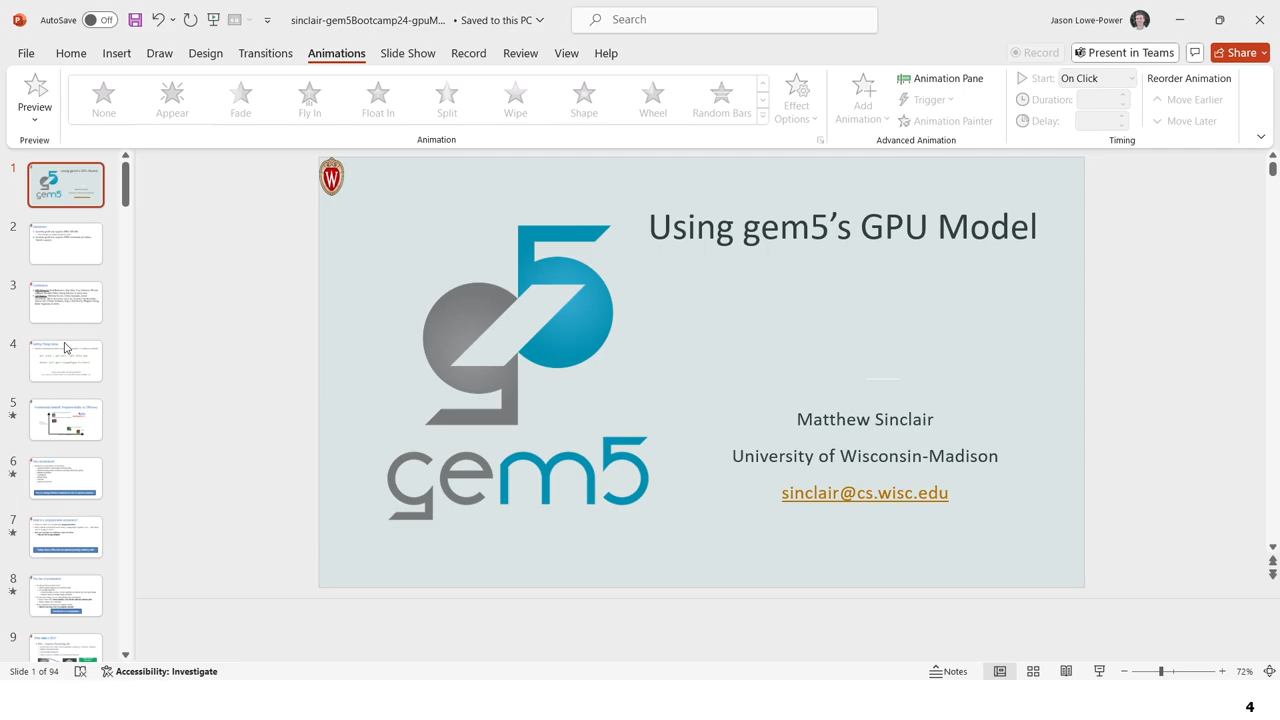 AutoSave
Off
sinclair-gem5Bootcamp24-gpuM... • Saved to this PC
Search
Jason Lowe-Power
File Home Insert Draw Design Transitions Animations Slide Show Record Review View Help
Record
Present in Teams
Share
Preview
Preview
None
Appear
Fade
Fly In
Float In
Split
Wipe
Shape
Wheel
Random Bars
Animation
Effect
Options
Add
Animation
Animation Pane
Trigger
Animation Painter
Advanced Animation
Start: On Click
Duration:
Delay:
Timing
Reorder Animation
Move Earlier
Move Later
1
2
3
4
5
6
7
8
9
W
Using gem5’s GPU Model
gem5
Matthew Sinclair
University of Wisconsin-Madison
sinclair@cs.wisc.edu
Slide 1 of 94
Accessibility: Investigate
Notes
72%
4